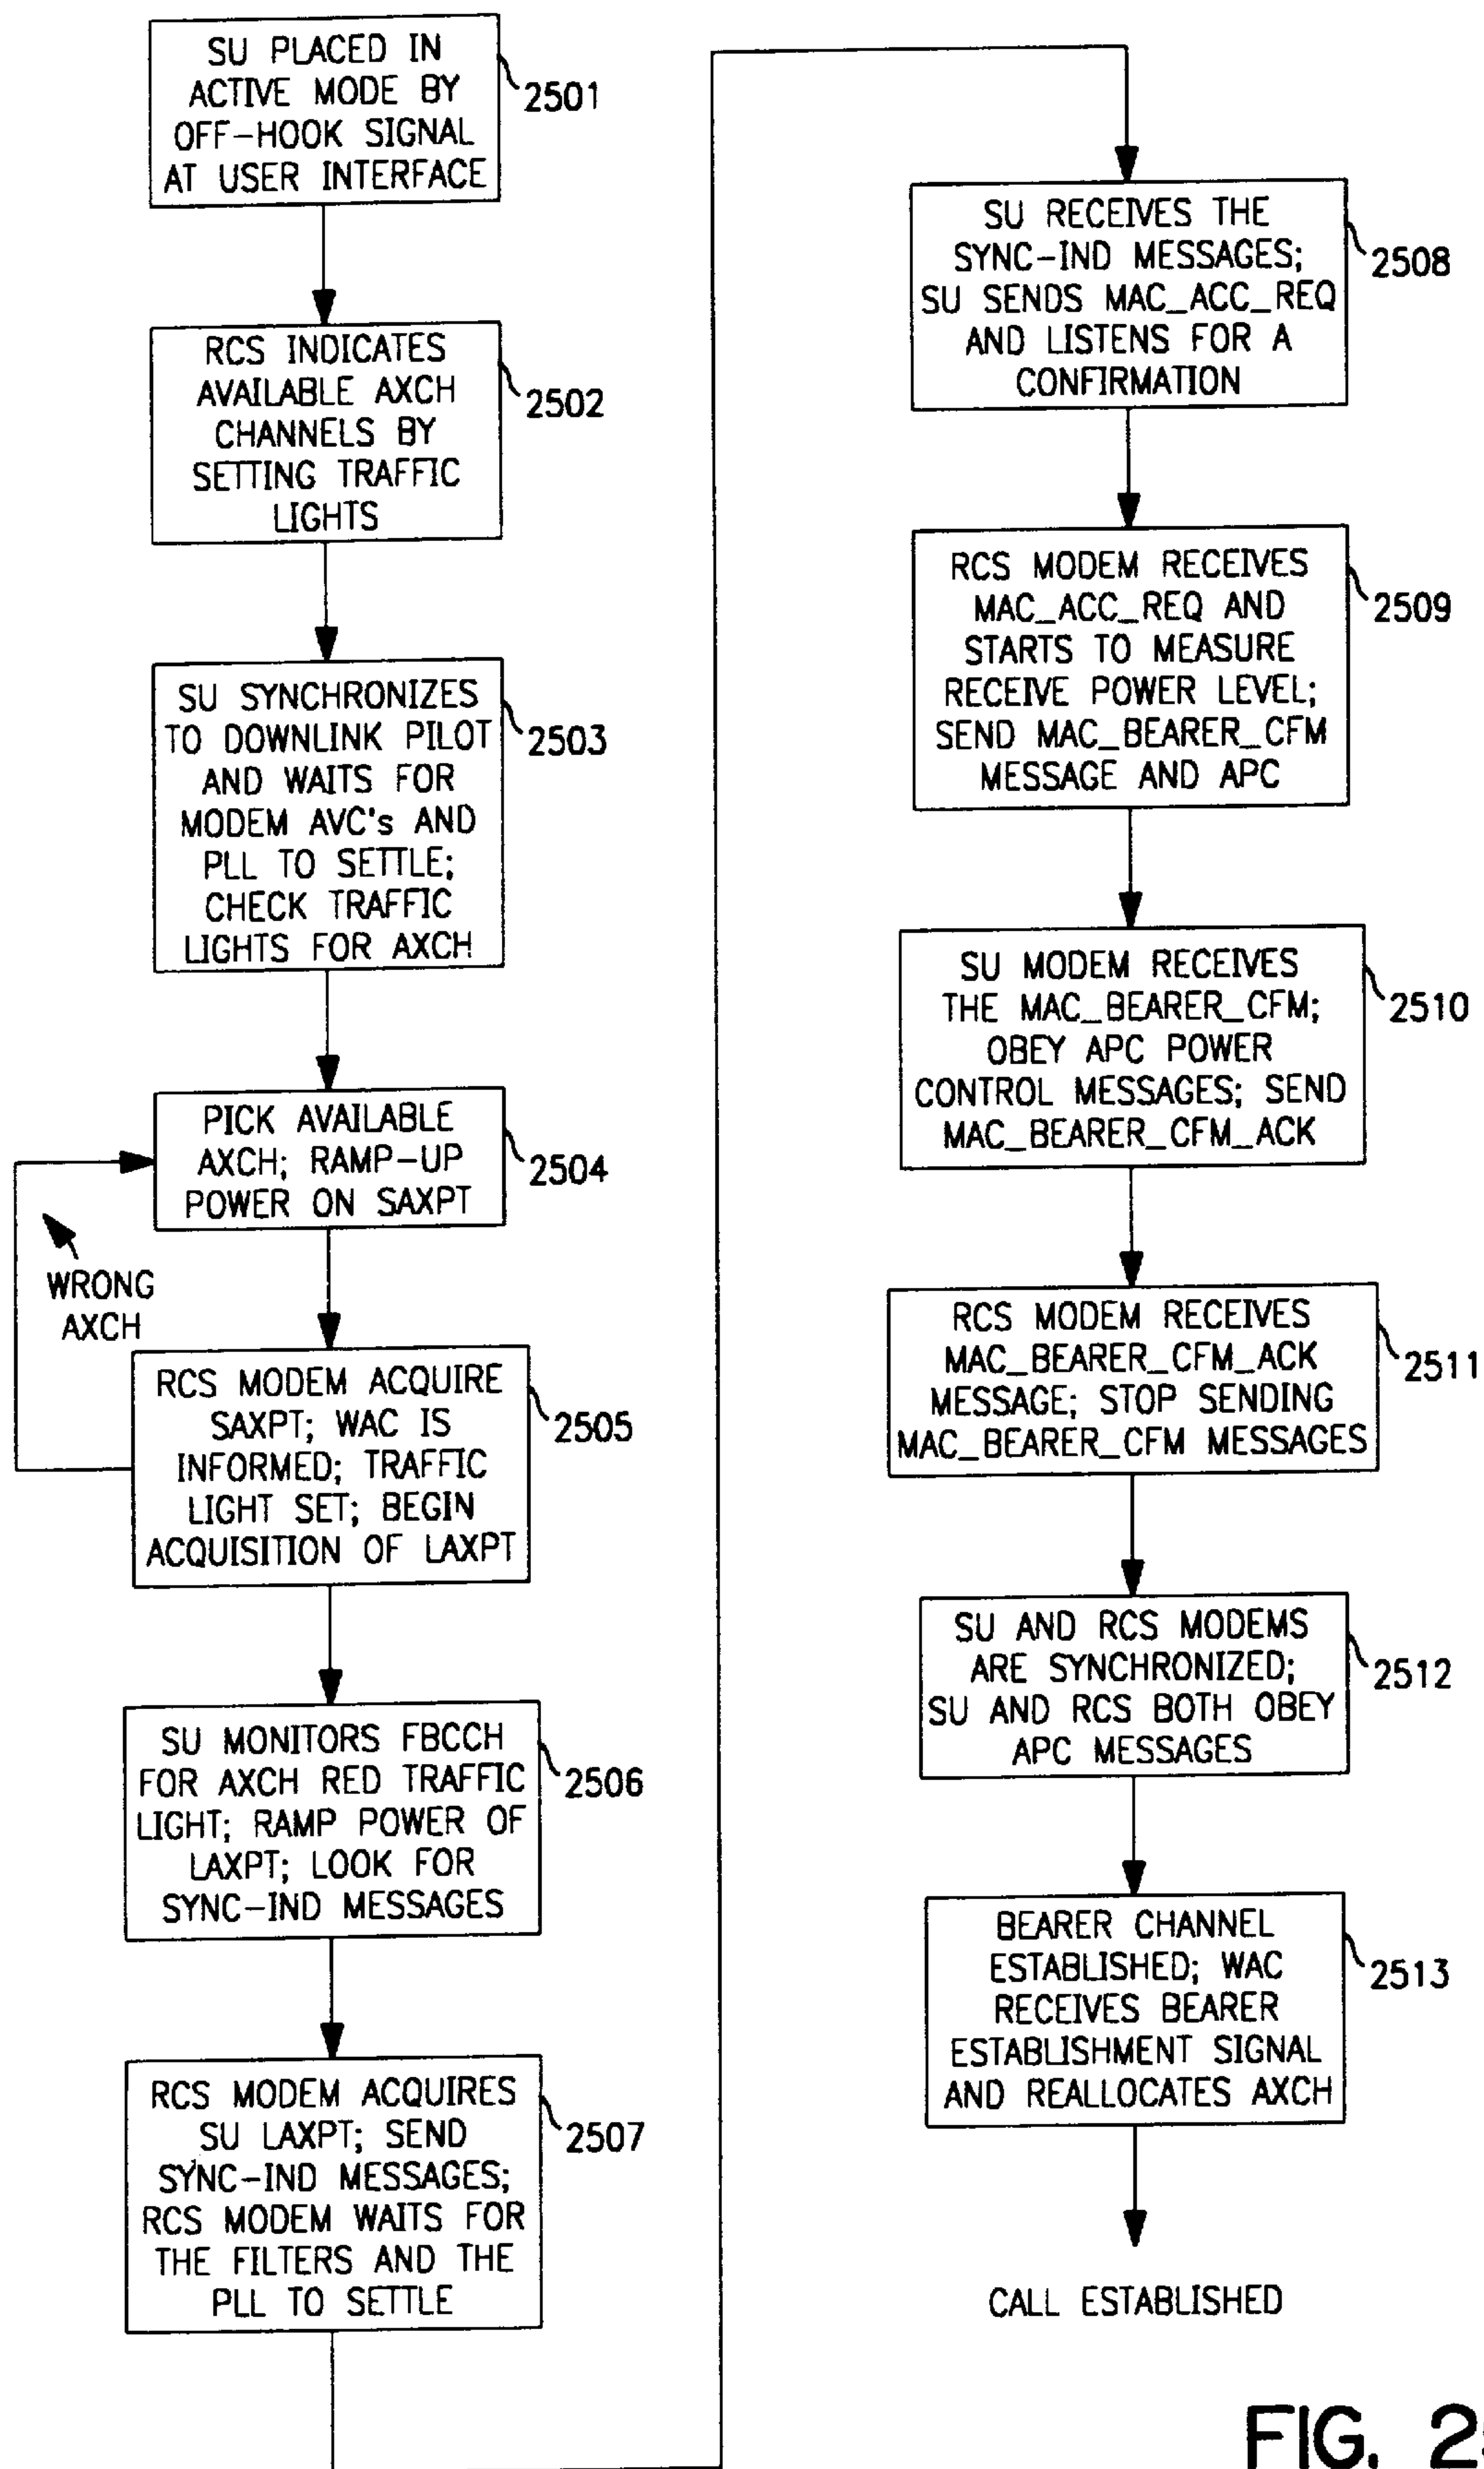 SU PLACED IN
ACTIVE MODE BY
OFF-HOOK SIGNAL
AT USER INTERFACE
2501
RCS INDICATES
AVAILABLE AXCH
CHANNELS BY
SETTING TRAFFIC
LIGHTS
2502
SU SYNCHRONIZES
TO DOWNLINK PILOT
AND WAITS FOR
MODEM AVC's AND
PLL TO SETTLE;
CHECK TRAFFIC
LIGHTS FOR AXCH
2503
PICK AVAILABLE
AXCH; RAMP-UP
POWER ON SAXPT
2504
WRONG
AXCH
RCS MODEM ACQUIRE
SAXPT; WAC IS
INFORMED; TRAFFIC
LIGHT SET; BEGIN
ACQUISITION OF LAXPT
2505
SU MONITORS FBCCH
FOR AXCH RED TRAFFIC
LIGHT; RAMP POWER OF
LAXPT; LOOK FOR
SYNC-IND MESSAGES
2506
RCS MODEM ACQUIRES
SU LAXPT; SEND
SYNC-IND MESSAGES;
RCS MODEM WAITS FOR
THE FILTERS AND THE
PLL TO SETTLE
2507
SU RECEIVES THE
SYNC-IND MESSAGES;
SU SENDS MAC_ACC_REQ
AND LISTENS FOR A
CONFIRMATION
2508
RCS MODEM RECEIVES
MAC_ACC_REQ AND
STARTS TO MEASURE
RECEIVE POWER LEVEL;
SEND MAC_BEARER_CFM
MESSAGE AND APC
2509
SU MODEM RECEIVES
THE MAC_BEARER_CFM;
OBEY APC POWER
CONTROL MESSAGES; SEND
MAC_BEARER_CFM_ACK
2510
RCS MODEM RECEIVES
MAC_BEARER_CFM_ACK
MESSAGE; STOP SENDING
MAC_BEARER_CFM MESSAGES
2511
SU AND RCS MODEMS
ARE SYNCHRONIZED;
SU AND RCS BOTH OBEY
APC MESSAGES
2512
BEARER CHANNEL
ESTABLISHED; WAC
RECEIVES BEARER
ESTABLISHMENT SIGNAL
AND REALLOCATES AXCH
2513
CALL ESTABLISHED
FIG.